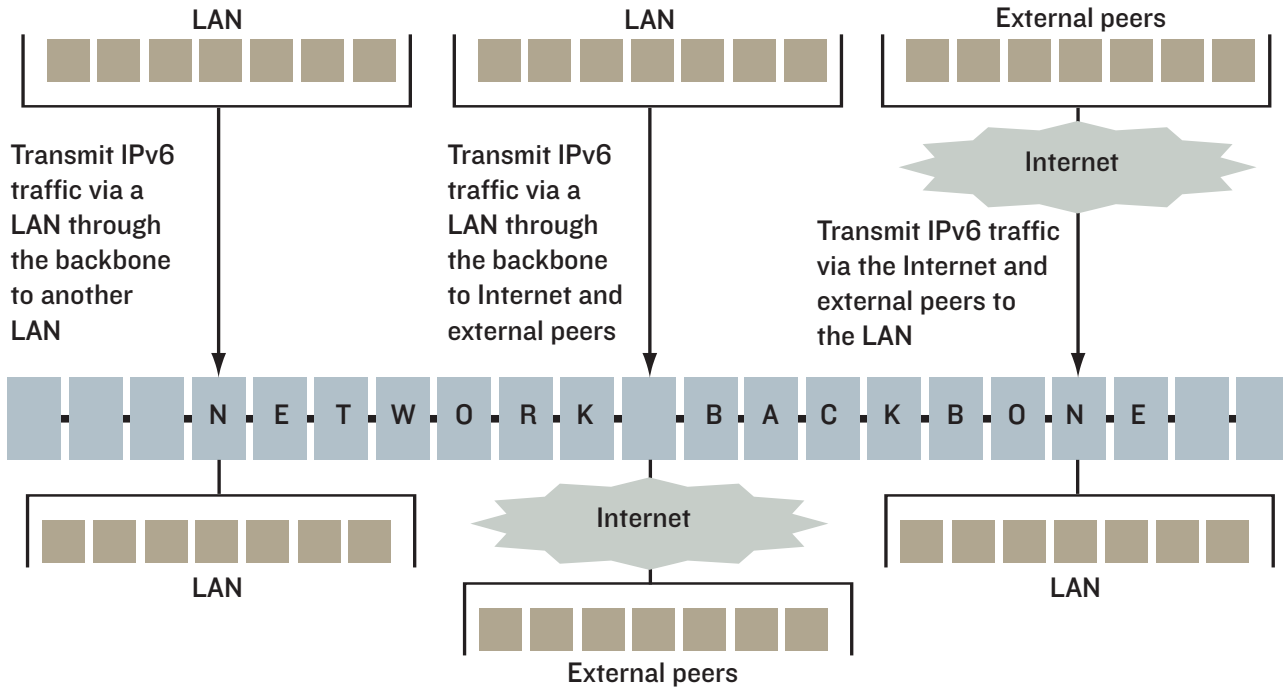 LAN
LAN
External peers
Transmit IPv6
traffic via a
LAN through
the backbone
to another
LAN
Transmit IPv6
traffic via a
LAN through
the backbone
to Internet and
external peers
Internet
Transmit IPv6 traffic
via the Internet and
external peers to
the LAN
NETWORK BACKBONE
LAN
Internet
External peers
LAN